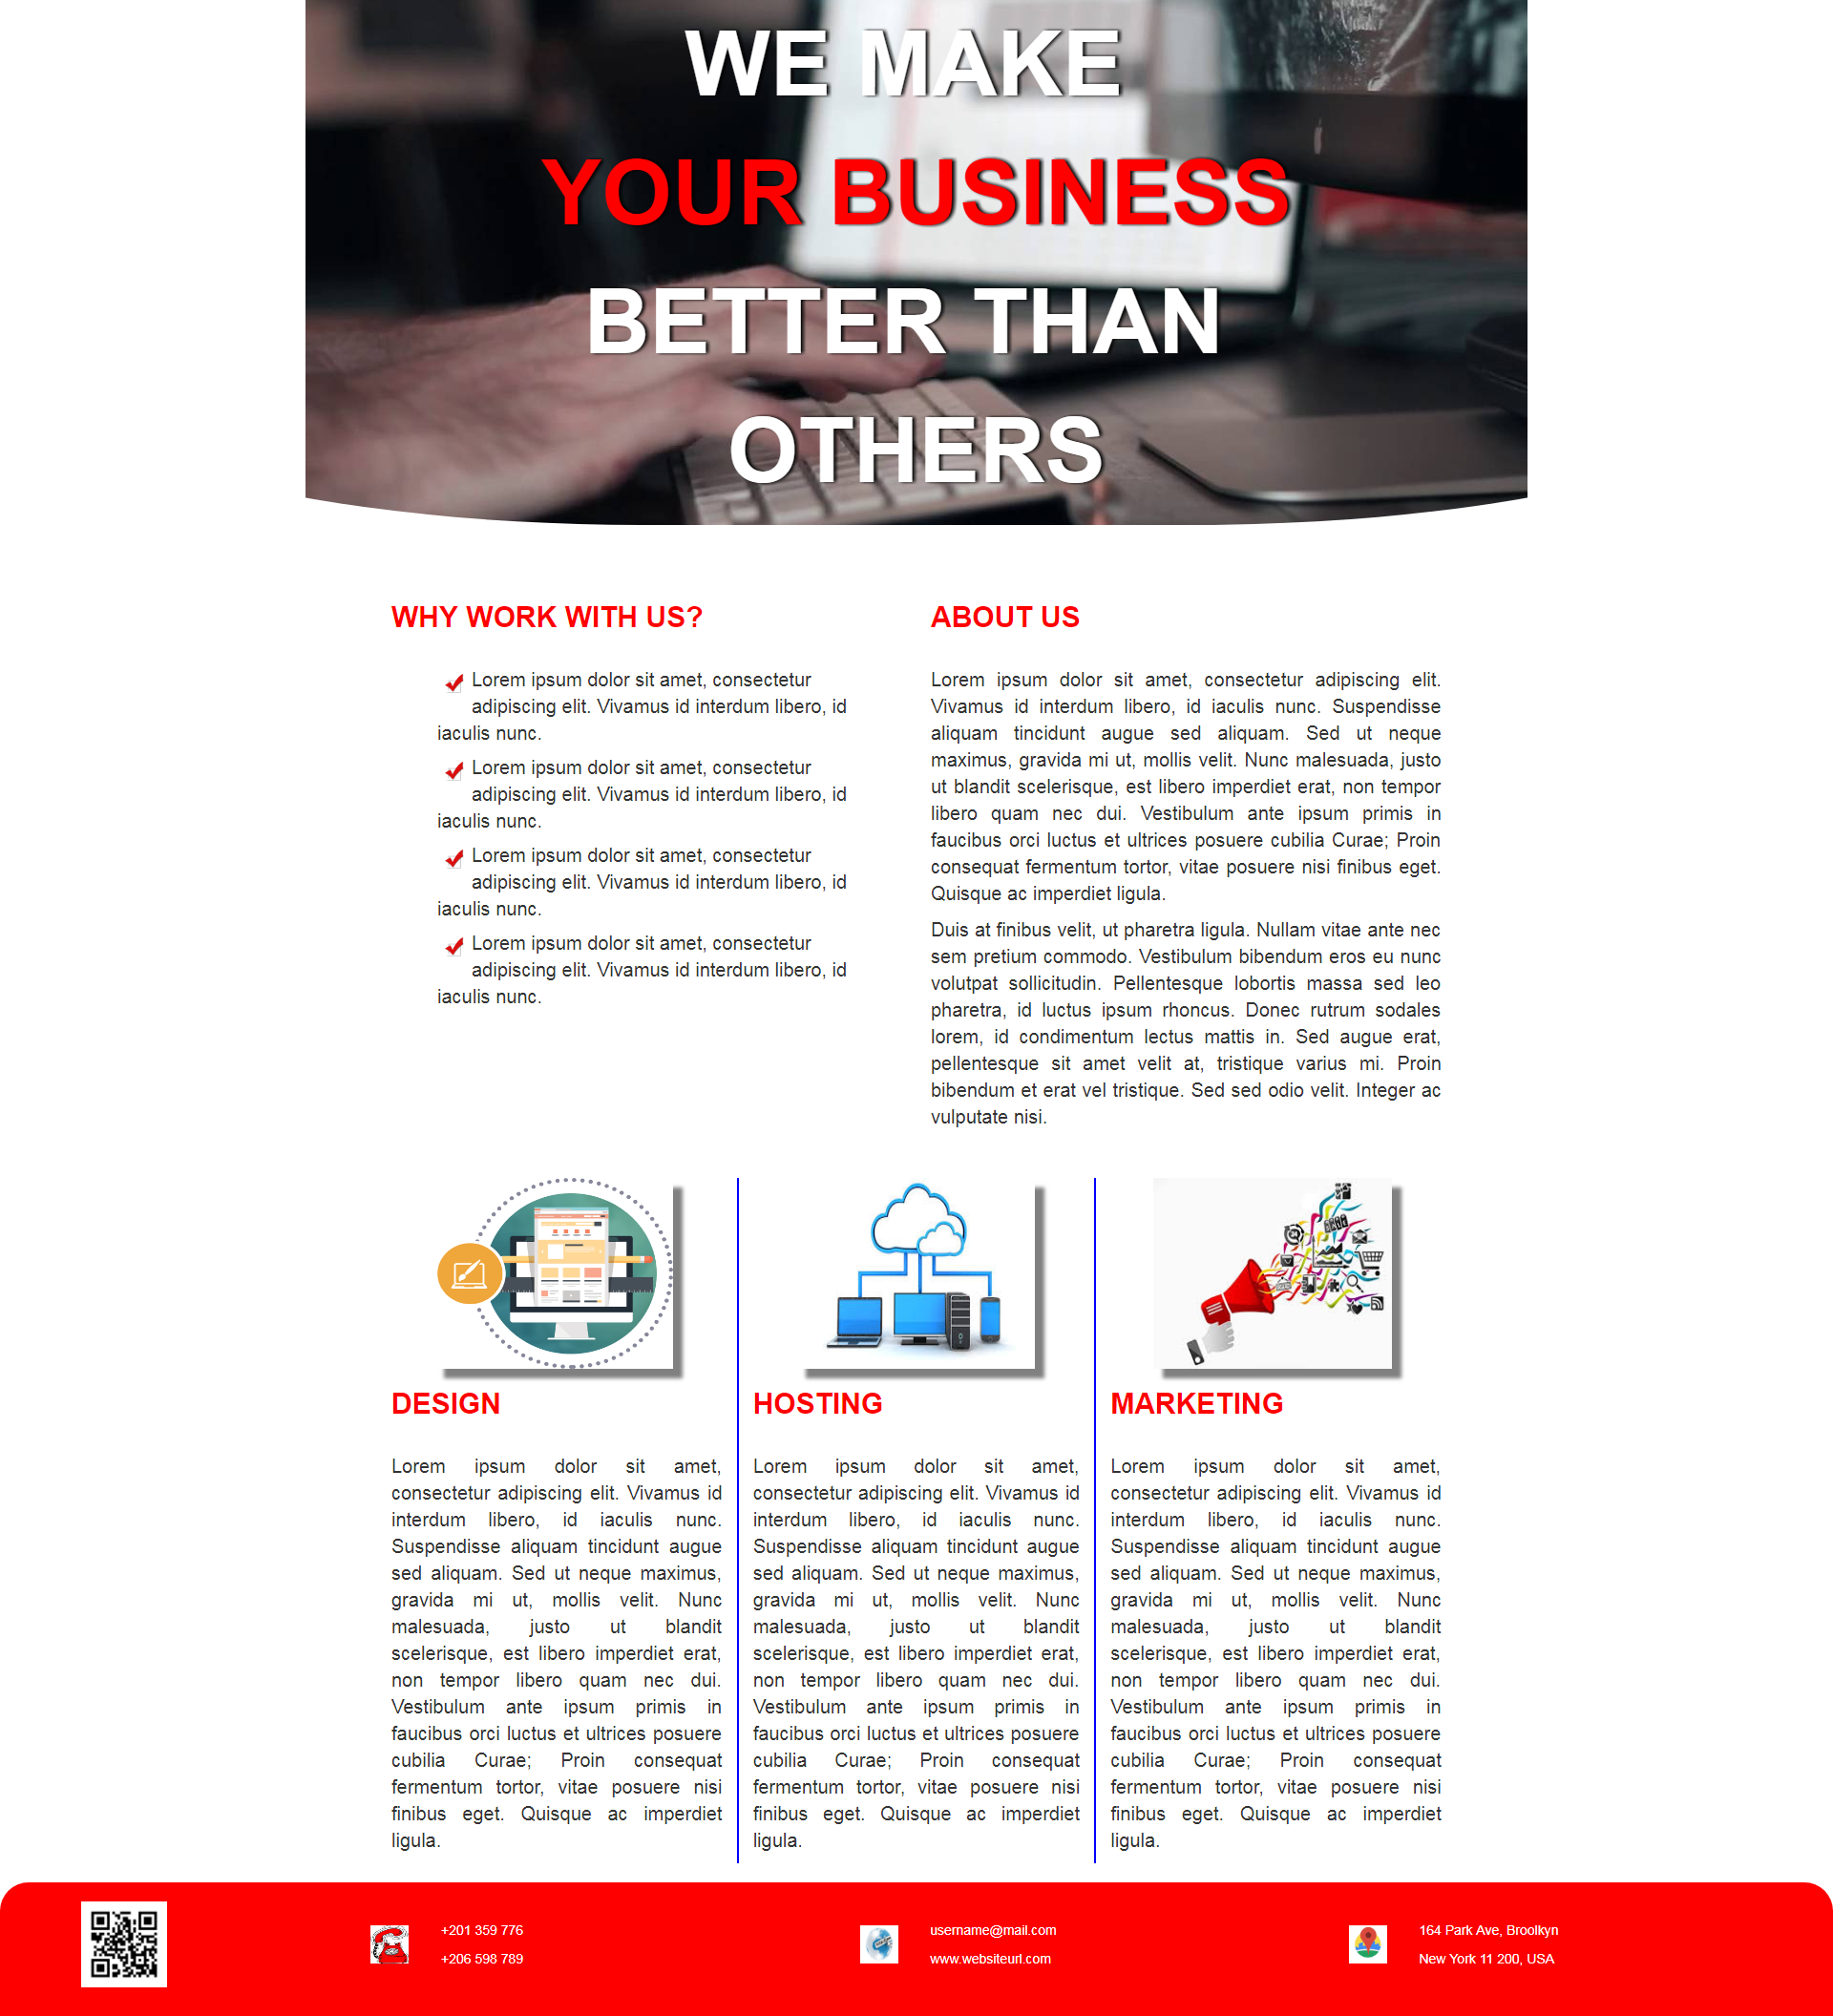 WE MAKE
YOUR BUSINESS
BETTER THAN
OTHERS
WHY WORK WITH US?
Lorem ipsum dolor sit amet, consectetur
adipiscing elit. Vivamus id interdum libero, id
iaculis nunc.
Lorem ipsum dolor sit amet, consectetur
adipiscing elit. Vivamus id interdum libero, id
iaculis nunc.
Lorem ipsum dolor sit amet, consectetur
adipiscing elit. Vivamus id interdum libero, id
iaculis nunc.
Lorem ipsum dolor sit amet, consectetur
adipiscing elit. Vivamus id interdum libero, id
iaculis nunc.
ABOUT US
Lorem ipsum dolor sit amet, consectetur adipiscing elit.
Vivamus id interdum libero, id iaculis nunc. Suspendisse
aliquam tincidunt augue sed aliquam. Sed ut neque
maximus, gravida mi ut, mollis velit. Nunc malesuada, justo
ut blandit scelerisque, est libero imperdiet erat, non tempor
libero quam nec dui. Vestibulum ante ipsum primis in
faucibus orci luctus et ultrices posuere cubilia Curae; Proin
consequat fermentum tortor, vitae posuere nisi finibus eget.
Quisque ac imperdiet ligula.
Duis at finibus velit, ut pharetra ligula. Nullam vitae ante nec
sem pretium commodo. Vestibulum bibendum eros eu nunc
volutpat sollicitudin. Pellentesque lobortis massa sed leo
pharetra, id luctus ipsum rhoncus. Donec rutrum sodales
lorem, id condimentum lectus mattis in. Sed augue erat,
pellentesque sit amet velit at, tristique varius mi. Proin
bibendum et erat vel tristique. Sed sed odio velit. Integer ac
vulputate nisi.
DESIGN
Lorem ipsum dolor sit amet,
consectetur adipiscing elit. Vivamus id
interdum libero, id iaculis nunc.
Suspendisse aliquam tincidunt augue
sed aliquam. Sed ut neque maximus,
gravida mi ut, mollis velit. Nunc
malesuada, justo ut blandit
scelerisque, est libero imperdiet erat,
non tempor libero quam nec dui.
Vestibulum ante ipsum primis in
faucibus orci luctus et ultrices posuere
cubilia Curae; Proin consequat
fermentum tortor, vitae posuere nisi
finibus eget. Quisque ac imperdiet
ligula.
HOSTING
Lorem ipsum dolor sit amet,
consectetur adipiscing elit. Vivamus id
interdum libero, id iaculis nunc.
Suspendisse aliquam tincidunt augue
sed aliquam. Sed ut neque maximus,
gravida mi ut, mollis velit. Nunc
malesuada, justo ut blandit
scelerisque, est libero imperdiet erat,
non tempor libero quam nec dui.
Vestibulum ante ipsum primis in
faucibus orci luctus et ultrices posuere
cubilia Curae; Proin consequat
fermentum tortor, vitae posuere nisi
finibus eget. Quisque ac imperdiet
ligula.
MARKETING
Lorem ipsum dolor sit amet,
consectetur adipiscing elit. Vivamus id
interdum libero, id iaculis nunc.
Suspendisse aliquam tincidunt augue
sed aliquam. Sed ut neque maximus,
gravida mi ut, mollis velit. Nunc
malesuada, justo ut blandit
scelerisque, est libero imperdiet erat,
non tempor libero quam nec dui.
Vestibulum ante ipsum primis in
faucibus orci luctus et ultrices posuere
cubilia Curae; Proin consequat
fermentum tortor, vitae posuere nisi
finibus eget. Quisque ac imperdiet
ligula.
+201 359 776
+206 598 789
username@mail.com
www.websiteurl.com
164 Park Ave, Broolkyn
New York 11 200, USA